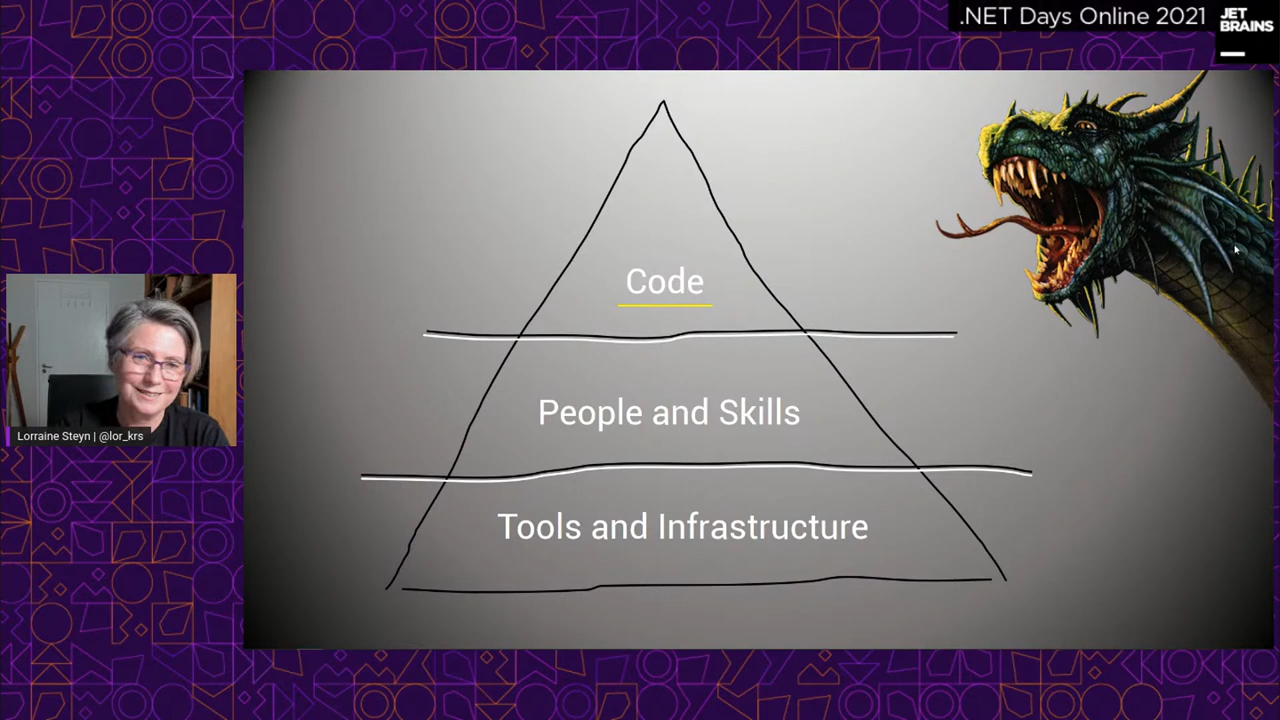 .NET Days Online 2021
JET
BRAINS
Code
People and Skills
Tools and Infrastructure
Lorraine Steyn | @lor_krs